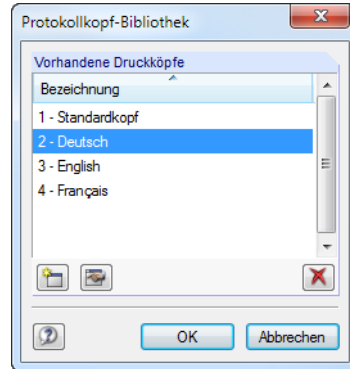 Protokollkopf-Bibliothek
Vorhandene Druckköpfe
Bezeichnung
1 - Standardkopf
2 - Deutsch
3 - English
4 - Français
OK
Abbrechen